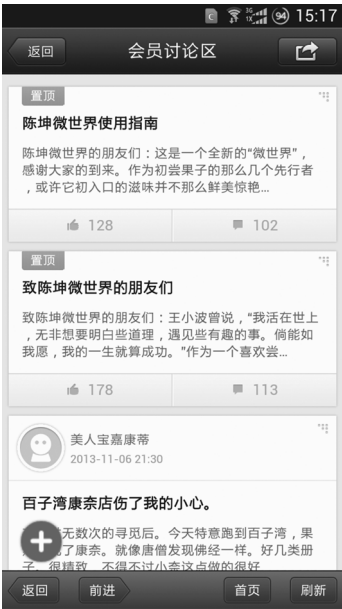 3G
1X
94
15:17
返回
会员讨论区
置顶
陈坤微世界使用指南
陈坤微世界的朋友们：这是一个全新的“微世界”，
感谢大家的到来。作为初尝果子的那么几个先行者
，或许它初入口的滋味并不那么鲜美惊艳...
128
102
置顶
致陈坤微世界的朋友们
致陈坤微世界的朋友们：王小波曾说，“我活在世上
，无非想要明白些道理，遇见些有趣的事。倘能如
我愿，我的一生就算成功。”作为一个喜欢尝...
178
113
美人宝嘉康蒂
2013-11-06 21:30
百子湾康奈店伤了我的小心。
无数次的寻觅后。今天特意跑到百子湾，果
了康奈。就像唐僧发现佛经一样。好几类册
子。很精致。不得不过小奈这点做的很好
返回
前进
首页
刷新